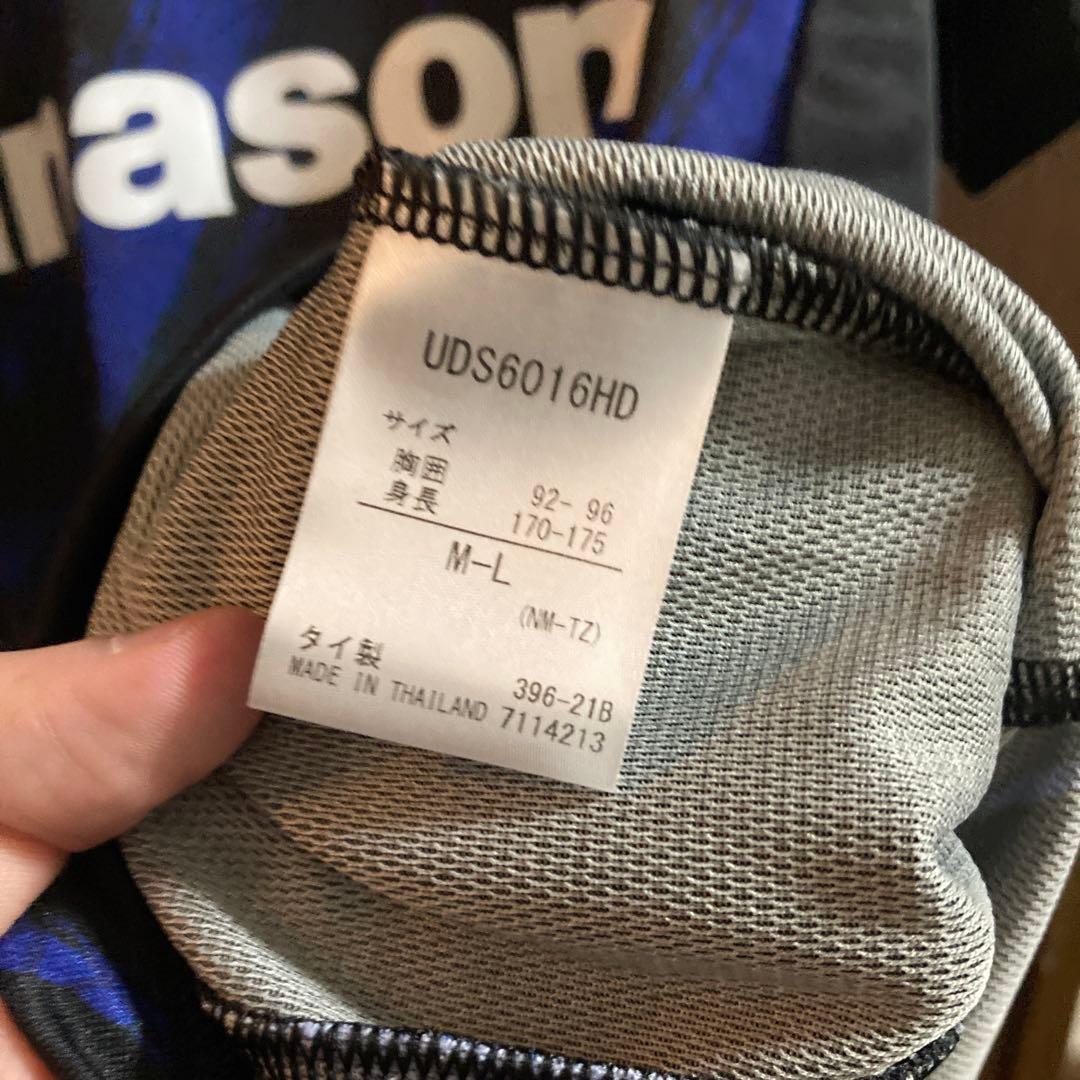 nason
UDS6016HD
サイズ
胸囲 92- 96
身長 170-175
M-L
(NM-TZ)
タイ製 396-21B
MADE IN THAILAND 7114213